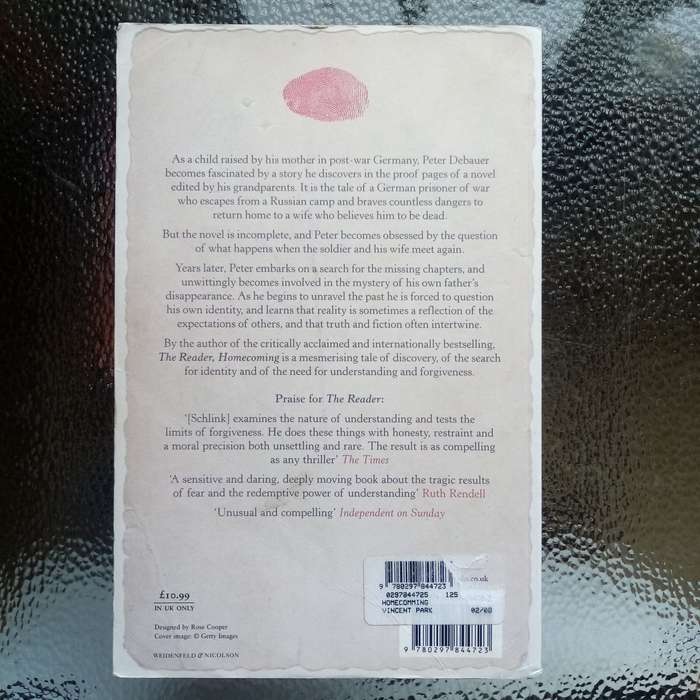 As a child raised by his mother in post-war Germany, Peter Debauer
becomes fascinated by a story he discovers in the proof pages of a novel
edited by his grandparents. It is the tale of a German prisoner of war
who escapes from a Russian camp and braves countless dangers to
return home to a wife who believes him to be dead.
But the novel is incomplete, and Peter becomes obsessed by the question
of what happens when the soldier and his wife meet again.
Years later, Peter embarks on a search for the missing chapters, and
unwittingly becomes involved in the mystery of his own father's
disappearance. As he begins to unravel the past he is forced to question
his own identity, and learns that reality is sometimes a reflection of the
expectations of others, and that truth and fiction often intertwine.
By the author of the critically acclaimed and internationally bestselling,
The Reader, Homecoming is a mesmerising tale of discovery, of the search
for identity and of the need for understanding and forgiveness.
Praise for The Reader:
‘[Schlink] examines the nature of understanding and tests the
limits of forgiveness. He does these things with honesty, restraint and
a moral precision both unsettling and rare. The result is as compelling
as any thriller’ The Times
‘A sensitive and daring, deeply moving book about the tragic results
of fear and the redemptive power of understanding’ Ruth Rendell
‘Unusual and compelling’ Independent on Sunday
£10.99
IN UK ONLY
Designed by Rose Cooper
Cover image: © Getty Images
WEIDENFELD & NICOLSON
.co.uk
9 780297 844723
0297844725 125
HOMECOMMING
VINCENT PARK 02/08
9 780297 844723